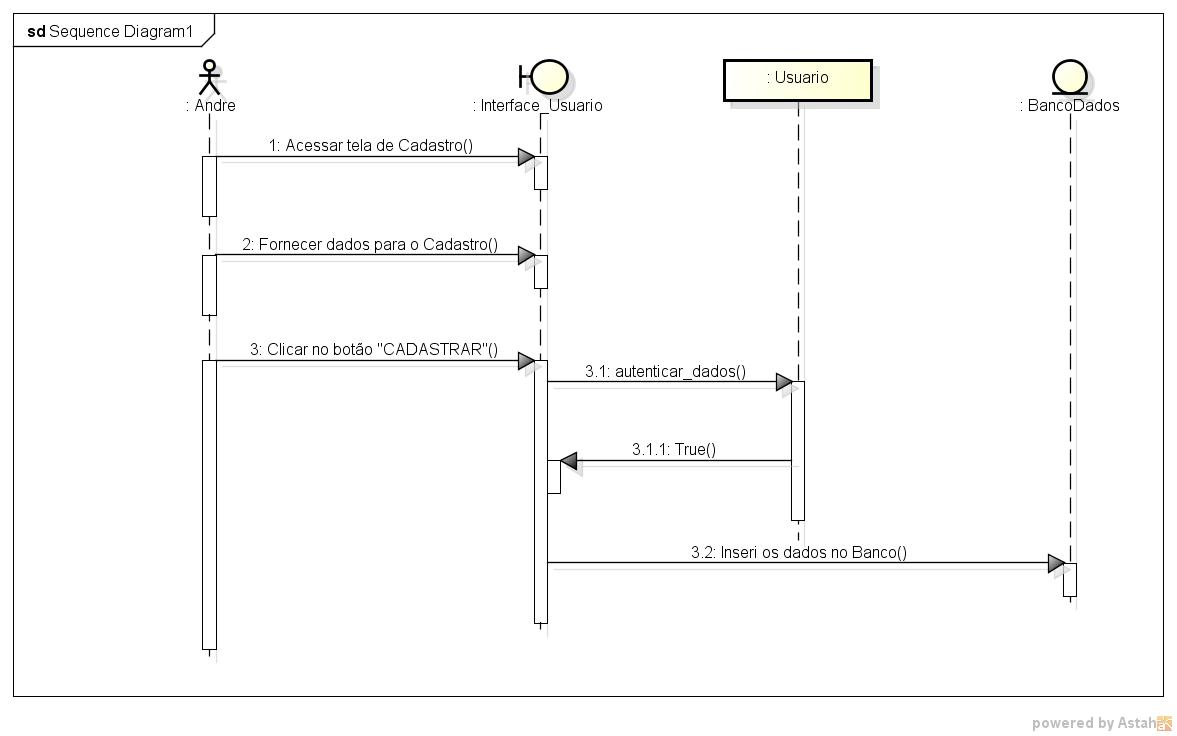 sd Sequence Diagram1
: Andre
: Interface_Usuario
: Usuario
: BancoDados
1: Acessar tela de Cadastro()
2: Fornecer dados para o Cadastro()
3: Clicar no botão "CADASTRAR"()
3.1: autenticar_dados()
3.1.1: True()
3.2: Inseri os dados no Banco()
powered by Astah